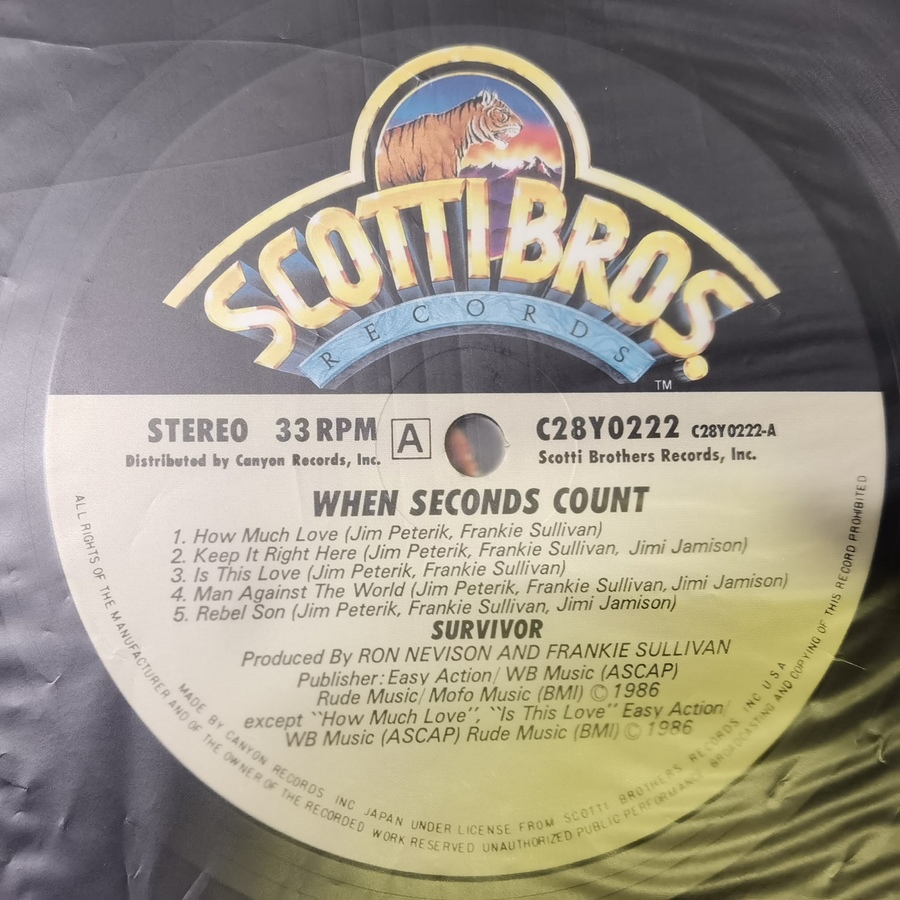 SCOTTI BROS.
RECORDS
TM
STEREO 33 RPM A C28Y0222 C28Y0222-A
Distributed by Canyon Records, Inc. Scotti Brothers Records, Inc.
WHEN SECONDS COUNT
1. How Much Love (Jim Peterik, Frankie Sullivan)
2. Keep It Right Here (Jim Peterik, Frankie Sullivan, Jimi Jamison)
3. Is This Love (Jim Peterik, Frankie Sullivan)
4. Man Against The World (Jim Peterik, Frankie Sullivan, Jimi Jamison)
5. Rebel Son (Jim Peterik, Frankie Sullivan, Jimi Jamison)
SURVIVOR
Produced By RON NEVISON AND FRANKIE SULLIVAN
Publisher: Easy Action/ WB Music (ASCAP)
Rude Music/ Mofo Music (BMI) Ⓒ 1986
except "How Much Love", "Is This Love" Easy Action/
WB Music (ASCAP) Rude Music (BMI) Ⓒ 1986
MADE BY CANYON RECORDS INC JAPAN UNDER LICENSE FROM SCOTTI BROTHERS RECORDS INC U.S.A
ALL RIGHTS OF THE MANUFACTURER AND OF THE OWNER OF THE RECORDED WORK RESERVED UNAUTHORIZED PUBLIC PERFORMANCE BROADCASTING AND COPYING OF THIS RECORD PROHIBITED